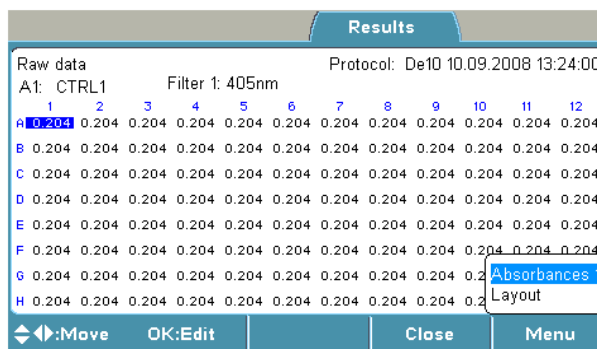 Results
Raw data Protocol: De10 10.09.2008 13:24:00
A1: CTRL1 Filter 1: 405nm
1 2 3 4 5 6 7 8 9 10 11 12
A 0.204 0.204 0.204 0.204 0.204 0.204 0.204 0.204 0.204 0.204 0.204 0.204
B 0.204 0.204 0.204 0.204 0.204 0.204 0.204 0.204 0.204 0.204 0.204 0.204
C 0.204 0.204 0.204 0.204 0.204 0.204 0.204 0.204 0.204 0.204 0.204 0.204
D 0.204 0.204 0.204 0.204 0.204 0.204 0.204 0.204 0.204 0.204 0.204 0.204
E 0.204 0.204 0.204 0.204 0.204 0.204 0.204 0.204 0.204 0.204 0.204 0.204
F 0.204 0.204 0.204 0.204 0.204 0.204 0.204 0.204 0.204 0.204 0.204 0.204
G 0.204 0.204 0.204 0.204 0.204 0.204 0.204 0.204 0.204 0.2
Absorbances
Layout
H 0.204 0.204 0.204 0.204 0.204 0.204 0.204 0.204 0.204 0.2
:Move OK:Edit Close Menu